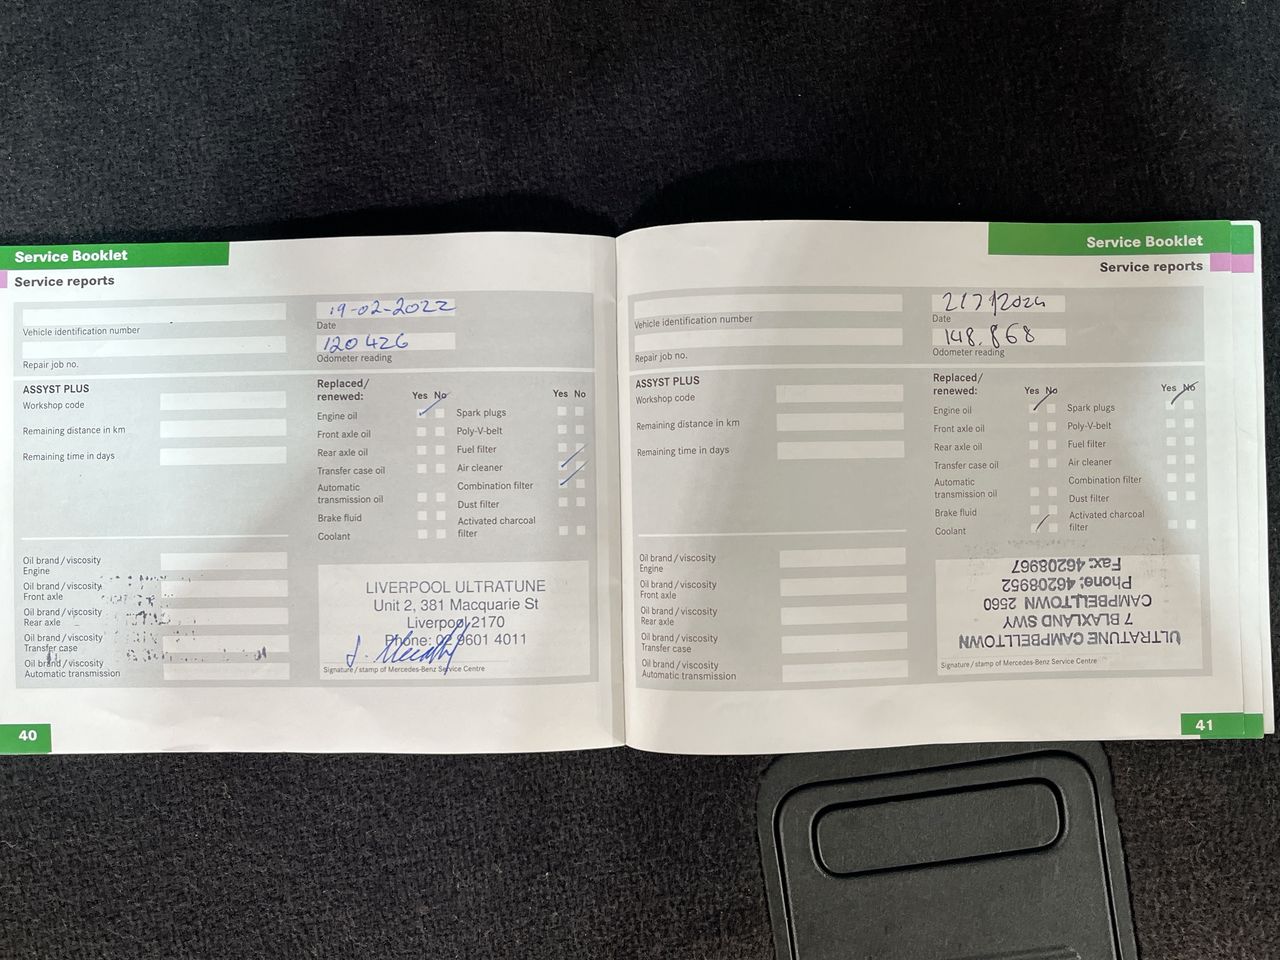 Service Booklet
Service reports
19-02-2022
Vehicle identification number
Date
120 426
Repair job no.
Odometer reading
ASSYST PLUS
Workshop code
Remaining distance in km
Remaining time in days
Replaced/
renewed:
Yes No
Yes No
Engine oil
Front axle oil
Rear axle oil
Transfer case oil
Automatic
transmission oil
Brake fluid
Coolant
Spark plugs
Poly-V-belt
Fuel filter
Air cleaner
Combination filter
Dust filter
Activated charcoal
filter
Oil brand/viscosity
Engine
Oil brand/viscosity
Front axle
Oil brand/viscosity
Rear axle
Oil brand/viscosity
Transfer case
Oil brand/viscosity
Automatic transmission
LIVERPOOL ULTRATUNE
Unit 2, 381 Macquarie St
Liverpool 2170
Phone: 02 9601 4011
Signature/stamp of Mercedes-Benz Service Centre
40
Service Booklet
Service reports
2/7/2024
Vehicle identification number
Date
148,868
Repair job no.
Odometer reading
ASSYST PLUS
Workshop code
Remaining distance in km
Remaining time in days
Replaced/
renewed:
Yes No
Yes No
Engine oil
Front axle oil
Rear axle oil
Transfer case oil
Automatic
transmission oil
Brake fluid
Coolant
Spark plugs
Poly-V-belt
Fuel filter
Air cleaner
Combination filter
Dust filter
Activated charcoal
filter
Oil brand/viscosity
Engine
Oil brand/viscosity
Front axle
Oil brand/viscosity
Rear axle
Oil brand/viscosity
Transfer case
Oil brand/viscosity
Automatic transmission
ULTRATUNE CAMPBELLTOWN
7 BLAXLAND SWY
CAMPBELLTOWN 2560
Phone: 46208952
Fax: 46208967
Signature/stamp of Mercedes-Benz Service Centre
41